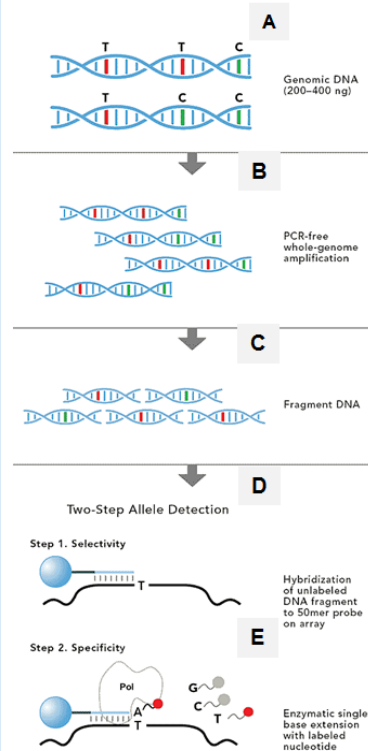 A
T T C
Genomic DNA
(200–400 ng)
T C C
B
PCR-free
whole-genome
amplification
C
Fragment DNA
D
Two-Step Allele Detection
Step 1. Selectivity
T
Hybridization
of unlabeled
DNA fragment
to 50mer probe
on array
E
Step 2. Specificity
Pol
G
C
A T
T
Enzymatic single
base extension
with labeled
nucleotide